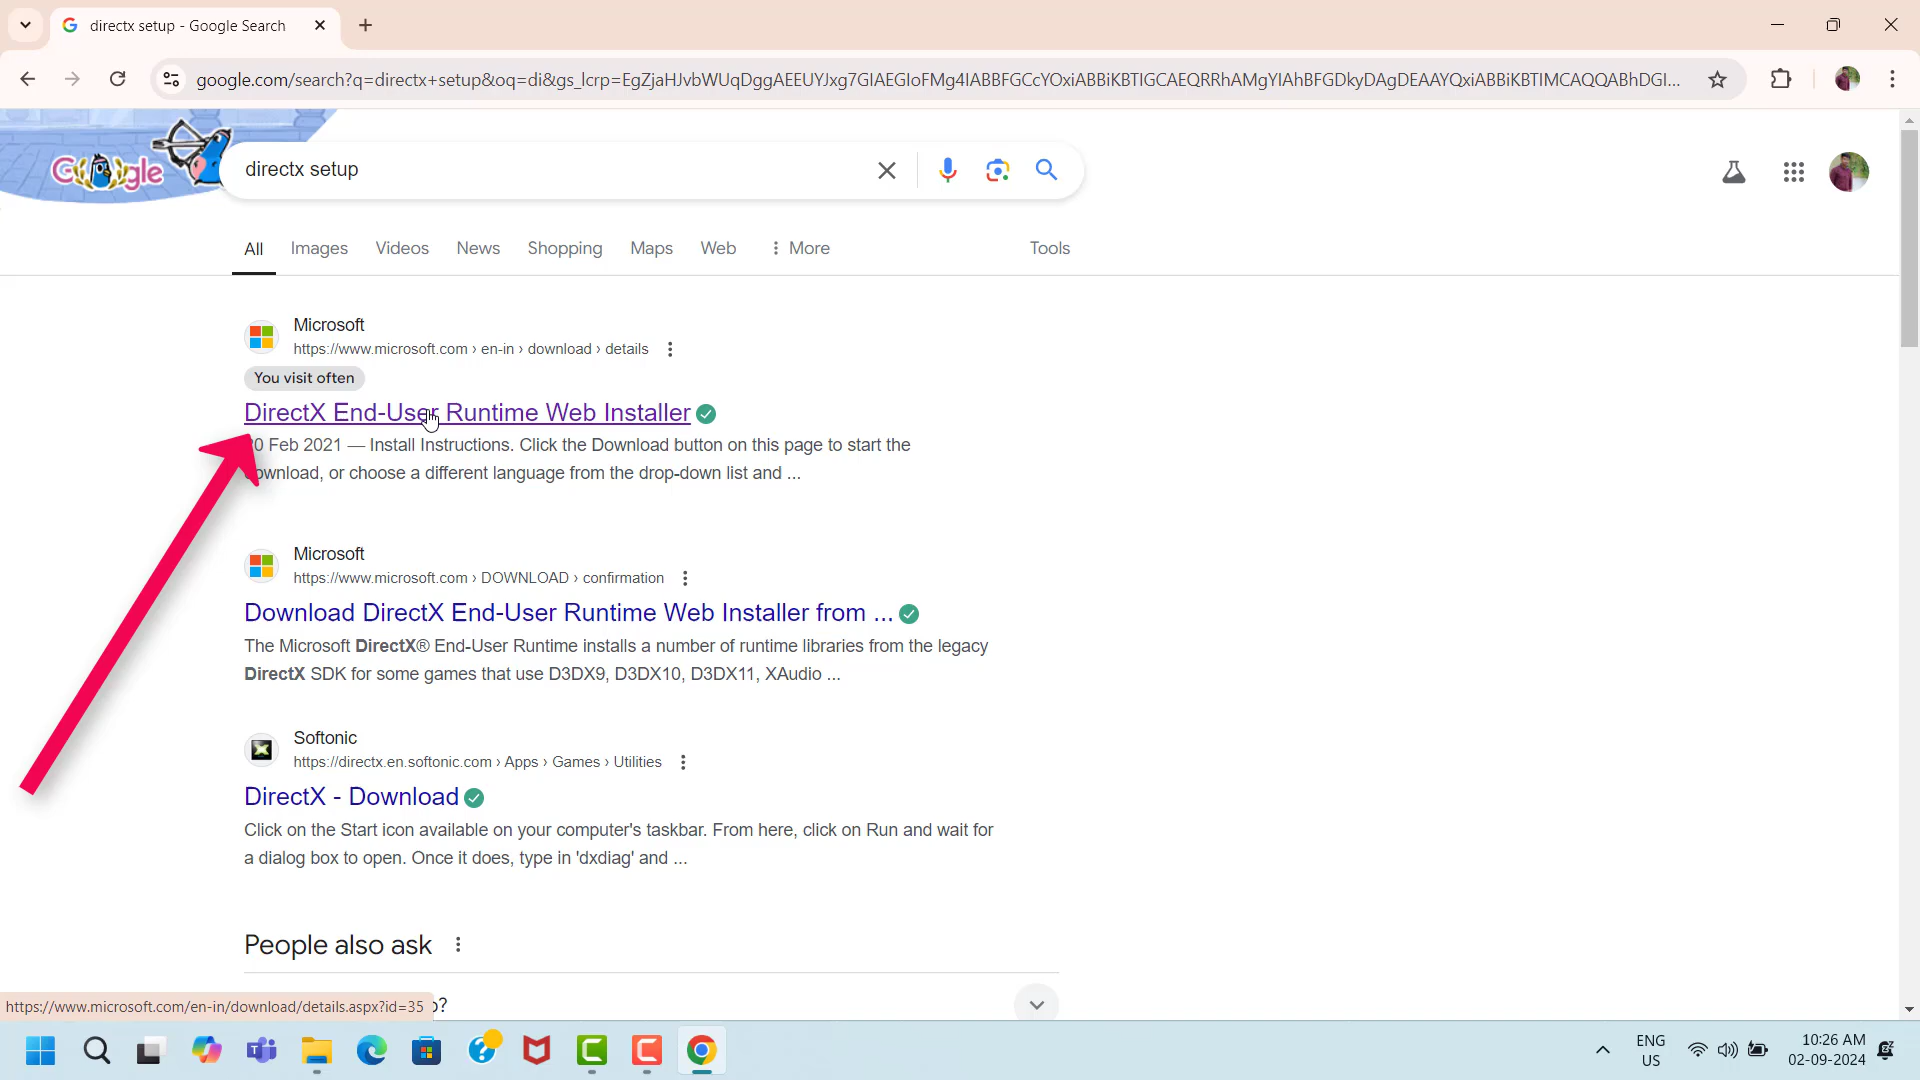 directx setup - Google Search
google.com/search?q=directx+setup&oq=di&gs_lcrp=EgZjaHJvbWUqDggAEEUYJxg7GIAEGIoFMg4IABBFGCcYOxiABBiKBTIGCAEQRRhAMgYIAhBFGDkyDAgDEAAYQxiABBiKBTIMCAQQABhDGI...
Google
directx setup
All Images Videos News Shopping Maps Web More Tools
Microsoft
https://www.microsoft.com › en-in › download › details
You visit often
DirectX End-User Runtime Web Installer
20 Feb 2021 — Install Instructions. Click the Download button on this page to start the
download, or choose a different language from the drop-down list and ...
Microsoft
https://www.microsoft.com › DOWNLOAD › confirmation
Download DirectX End-User Runtime Web Installer from ...
The Microsoft DirectX® End-User Runtime installs a number of runtime libraries from the legacy
DirectX SDK for some games that use D3DX9, D3DX10, D3DX11, XAudio ...
Softonic
https://directx.en.softonic.com › Apps › Games › Utilities
DirectX - Download
Click on the Start icon available on your computer's taskbar. From here, click on Run and wait for
a dialog box to open. Once it does, type in 'dxdiag' and ...
People also ask
https://www.microsoft.com/en-in/download/details.aspx?id=35
ENG
US
10:26 AM
02-09-2024